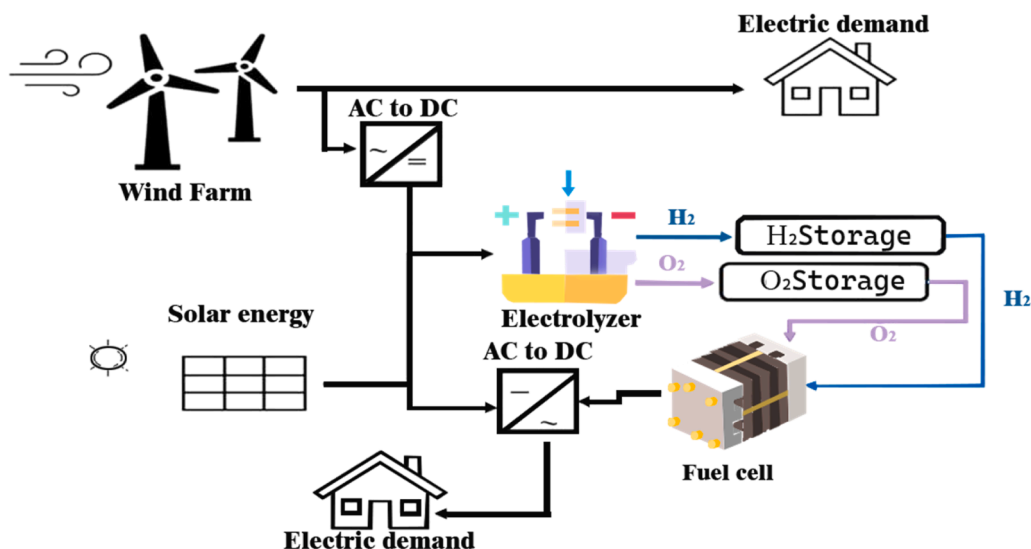 Electric demand
AC to DC
Wind Farm
H₂
H₂Storage
O₂
O₂Storage
H₂
Solar energy
Electrolyzer
O₂
AC to DC
Fuel cell
Electric demand